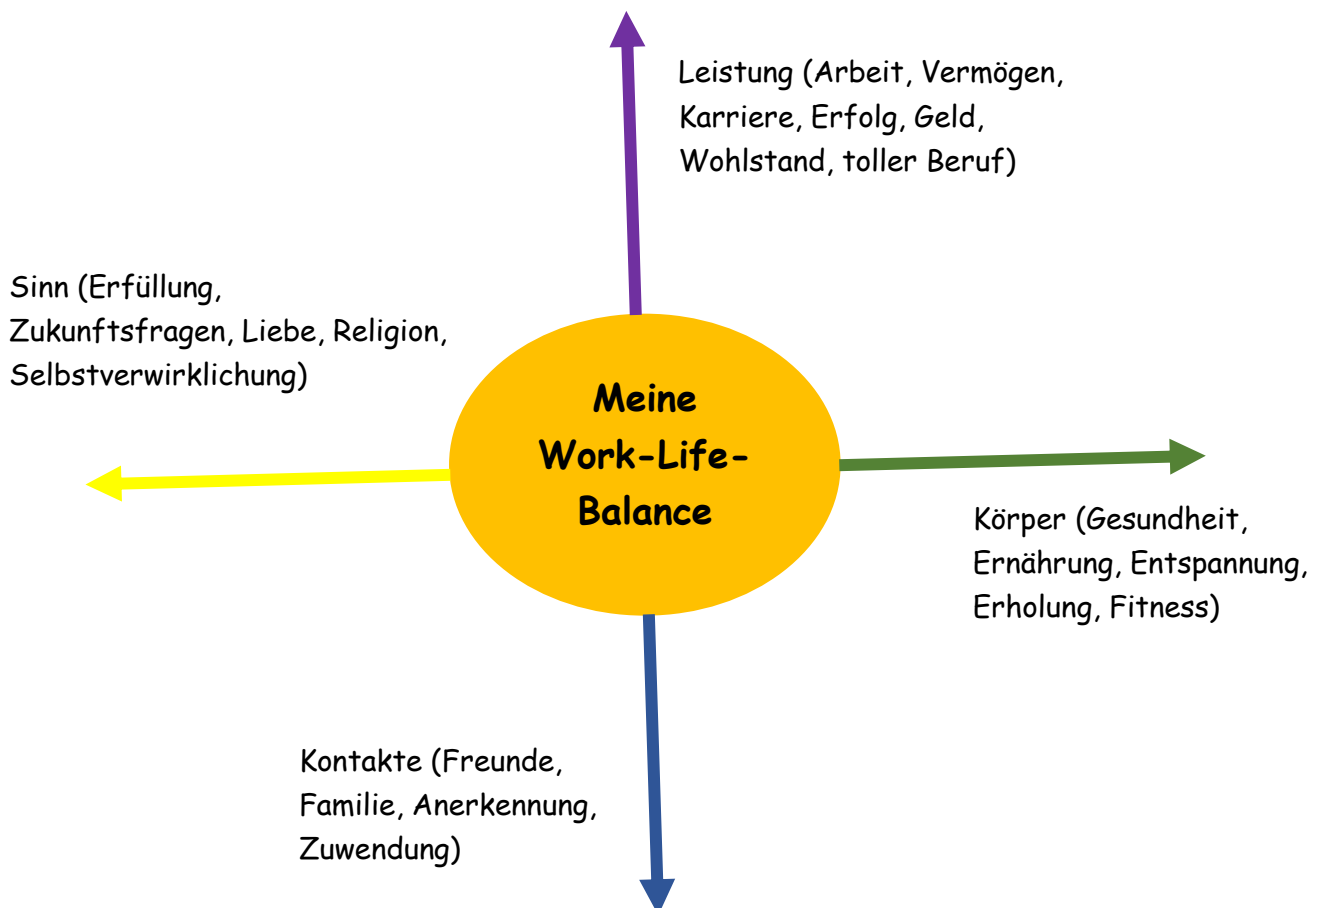 Leistung (Arbeit, Vermögen,
Karriere, Erfolg, Geld,
Wohlstand, toller Beruf)
Sinn (Erfüllung,
Zukunftsfragen, Liebe, Religion,
Selbstverwirklichung)
Meine
Work-Life-
Balance
Körper (Gesundheit,
Ernährung, Entspannung,
Erholung, Fitness)
Kontakte (Freunde,
Familie, Anerkennung,
Zuwendung)